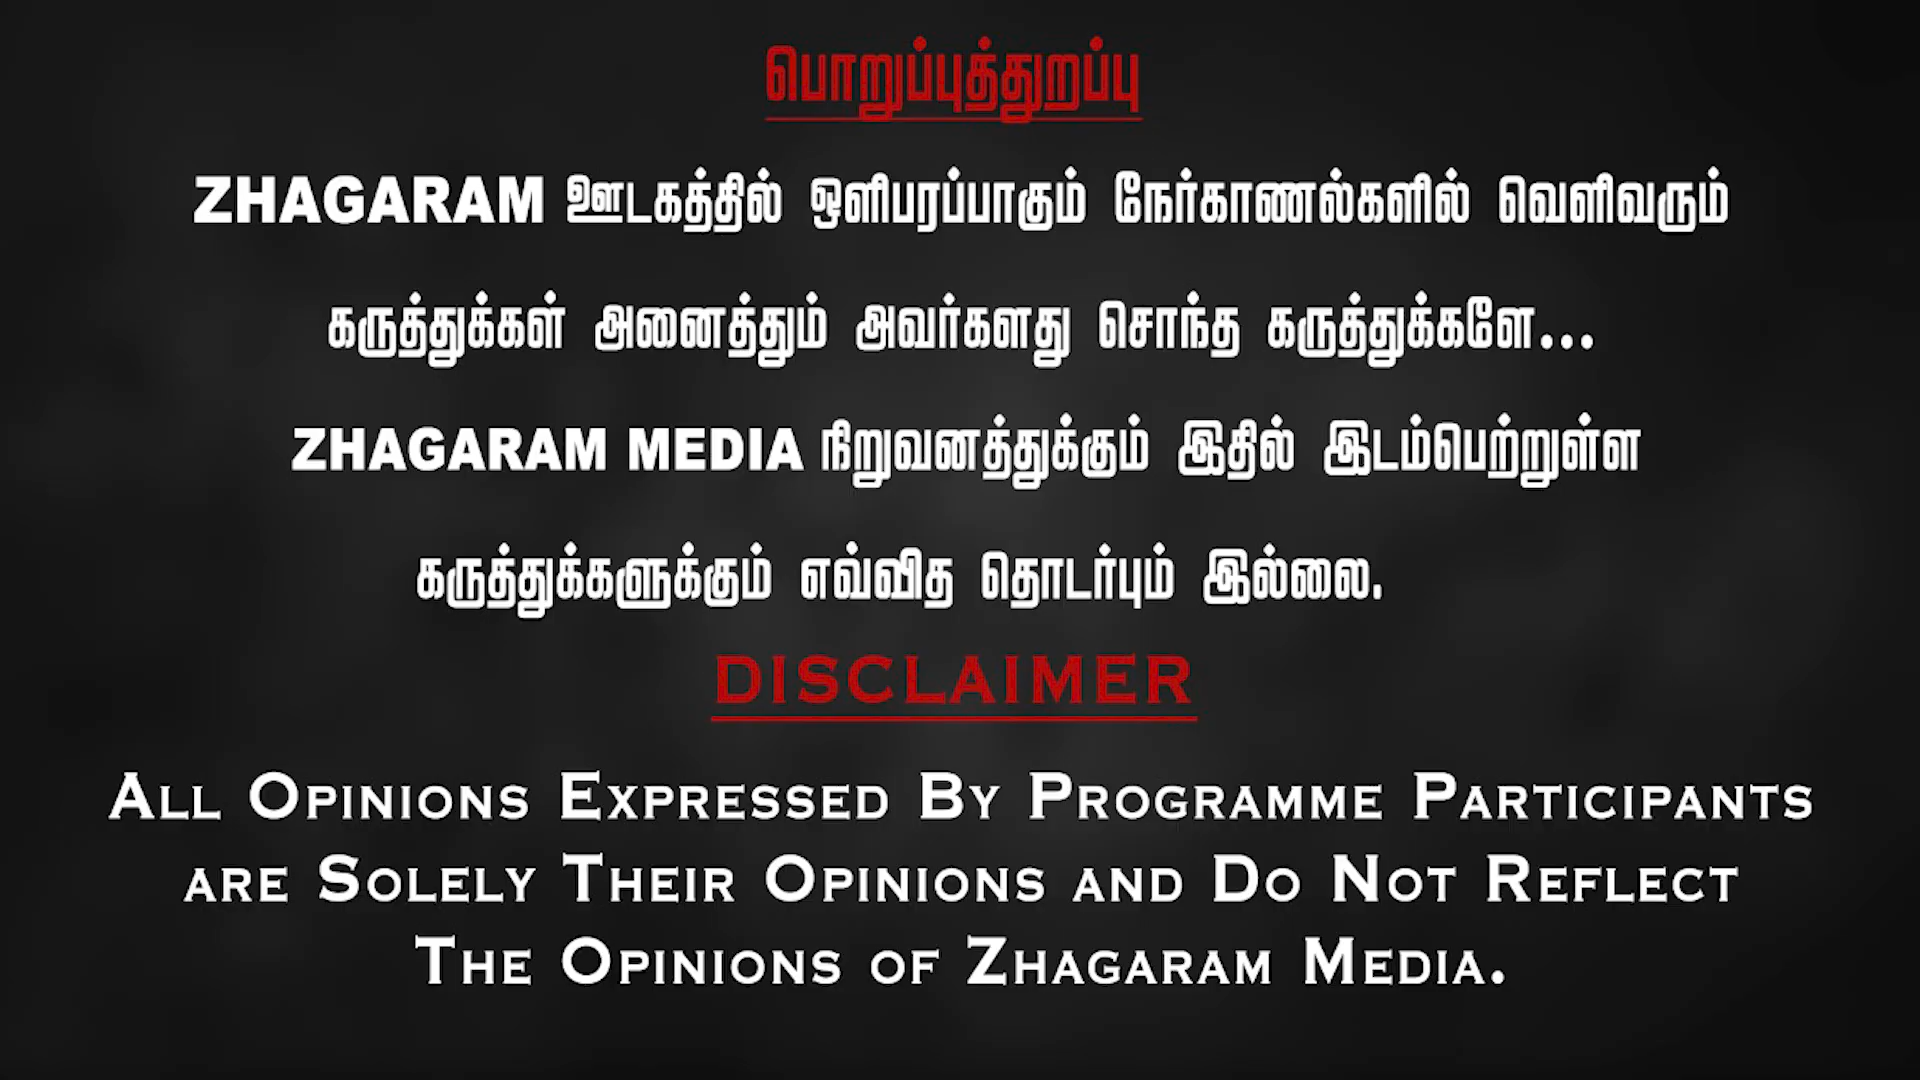 பொறுப்புத்துறப்பு
ZHAGARAM ஊடகத்தில் ஒளிபரப்பாகும் நேர்காணல்களில் வெளிவரும்
கருத்துக்கள் அனைத்தும் அவர்களது சொந்த கருத்துக்களே...
ZHAGARAM MEDIA நிறுவனத்துக்கும் இதில் இடம்பெற்றுள்ள
கருத்துக்களுக்கும் எவ்வித தொடர்பும் இல்லை.
DISCLAIMER
All Opinions Expressed By Programme Participants
are Solely Their Opinions and Do Not Reflect
The Opinions of Zhagaram Media.